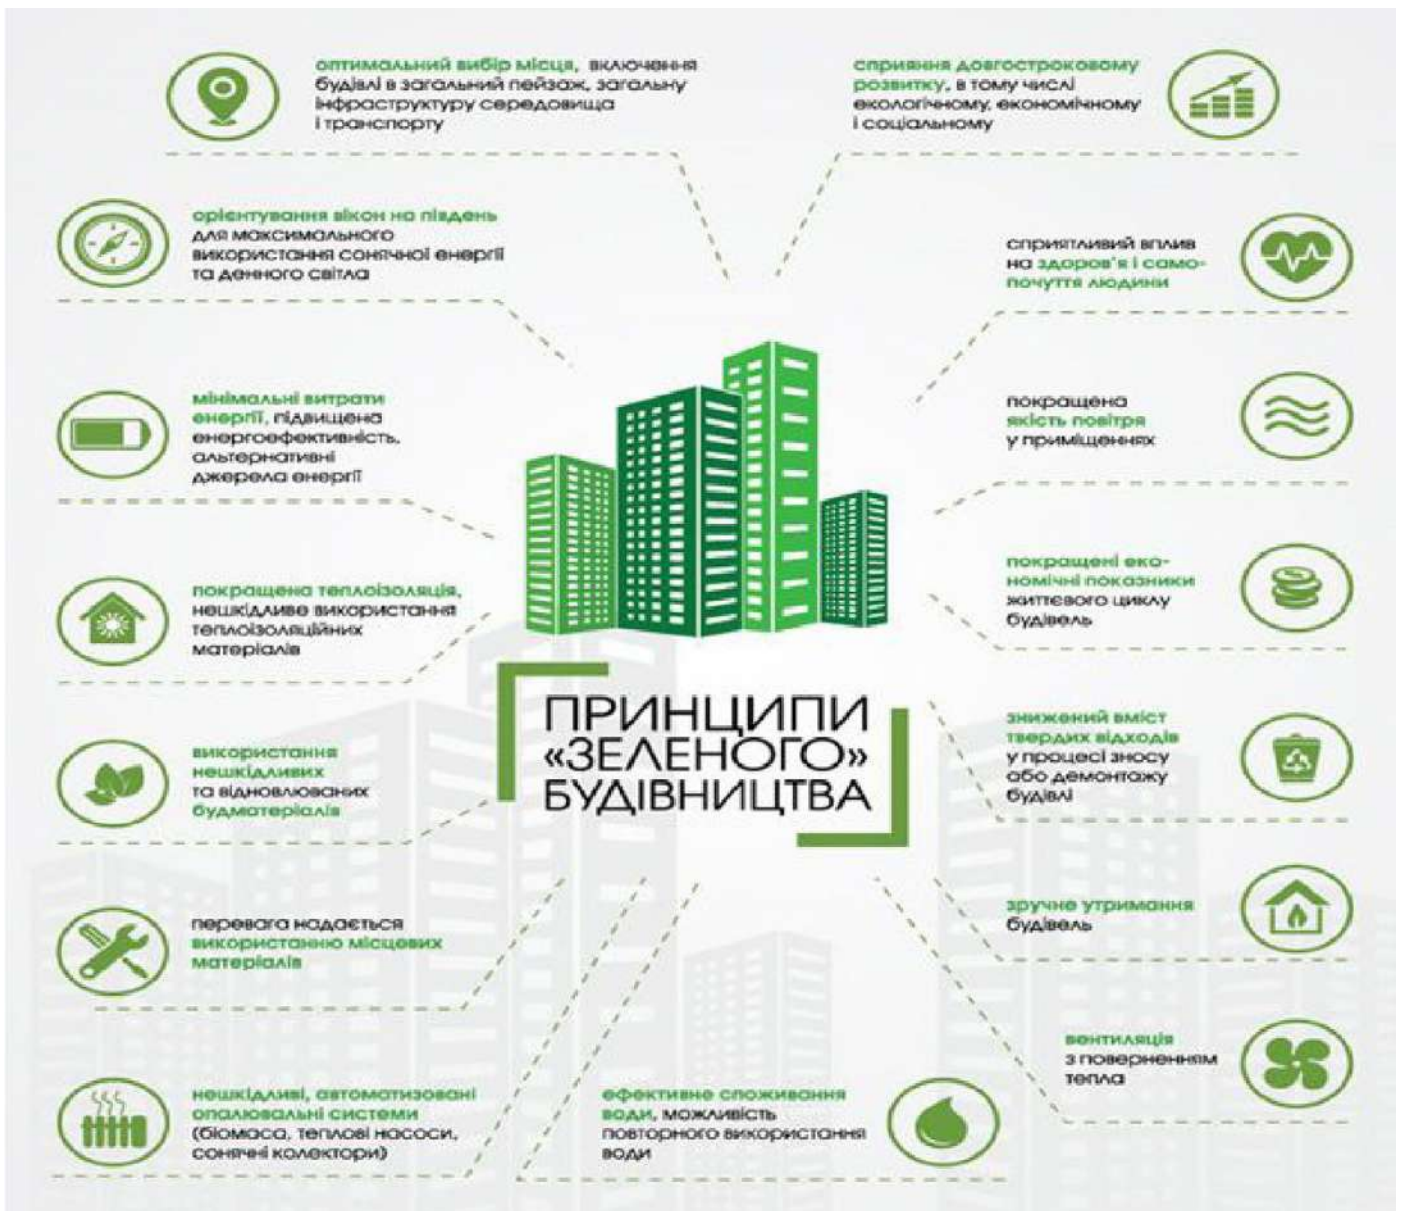 оптимальний вибір місця, включення
будівлі в загальний пейзаж, загальну
інфраструктуру середовища
і транспорту
сприяння довгостроковому
розвитку, в тому числі
екологічному, економічному
і соціальному
орієнтування вікон на південь
для максимального
використання сонячної енергії
та денного світла
сприятливий вплив
на здоров'я і само-
почуття людини
мінімальні витрати
енергії, підвищена
енергоефективність,
альтернативні
джерела енергії
покращена
якість повітря
у приміщеннях
покращена теплоізоляція,
нешкідливе використання
теплоізоляційних
матеріалів
покращені еко-
номічні показники
життєвого циклу
будівель
ПРИНЦИПИ
«ЗЕЛЕНОГО»
БУДІВНИЦТВА
використання
нешкідливих
та відновлюваних
будматеріалів
знижений вміст
твердих відходів
у процесі зносу
або демонтажу
будівлі
перевага надається
використанню місцевих
матеріалів
зручне утримання
будівель
нешкідливі, автоматизовані
опалювальні системи
(біомаса, теплові насоси,
сонячні колектори)
ефективне споживання
води, можливість
повторного використання
води
вентиляція
з поверненням
тепла